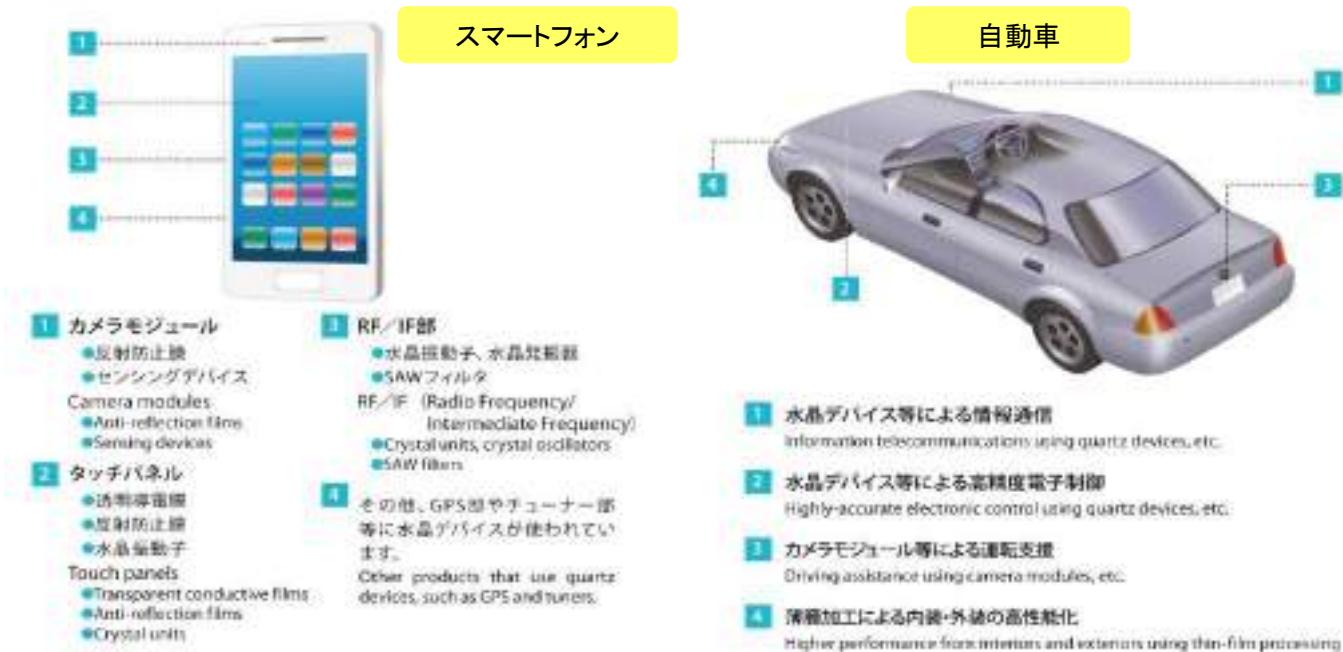 スマートフォン
1
2
3
4
1 カメラモジュール
●反射防止膜
●センシングデバイス
Camera modules
●Anti-reflection films
●Sensing devices
2 タッチパネル
●透明導電膜
●反射防止膜
●水晶振動子
Touch panels
●Transparent conductive films
●Anti-reflection films
●Crystal units
3 RF／IF部
●水晶振動子、水晶発振器
●SAWフィルタ
RF／IF （Radio Frequency/
Intermediate Frequency）
●Crystal units, crystal oscillators
●SAW filters
4 その他、GPS部やチューナー部
等に水晶デバイスが使われてい
ます。
Other products that use quartz
devices, such as GPS and tuners.
自動車
1
4
3
2
1 水晶デバイス等による情報通信
Information telecommunications using quartz devices, etc.
2 水晶デバイス等による高精度電子制御
Highly-accurate electronic control using quartz devices, etc.
3 カメラモジュール等による運転支援
Driving assistance using camera modules, etc.
4 薄膜加工による内装・外装の高性能化
Higher performance from interiors and exteriors using thin-film processing